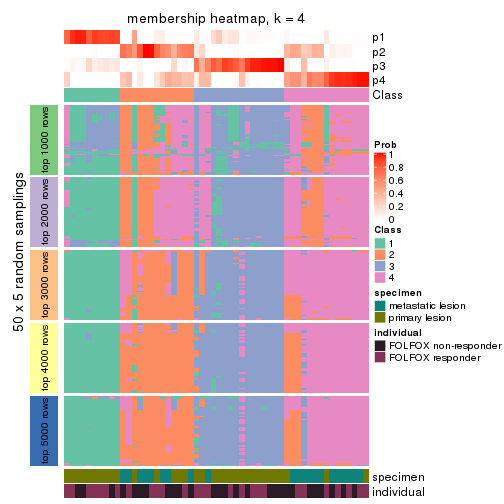 membership heatmap, k = 4
p1
p2
p3
p4
Class
50 x 5 random samplings
top 1000 rows
top 2000 rows
top 3000 rows
top 4000 rows
top 5000 rows
specimen
individual
Prob
1
0.8
0.6
0.4
0.2
0
Class
1
2
3
4
specimen
metastatic lesion
primary lesion
individual
FOLFOX non-responder
FOLFOX responder